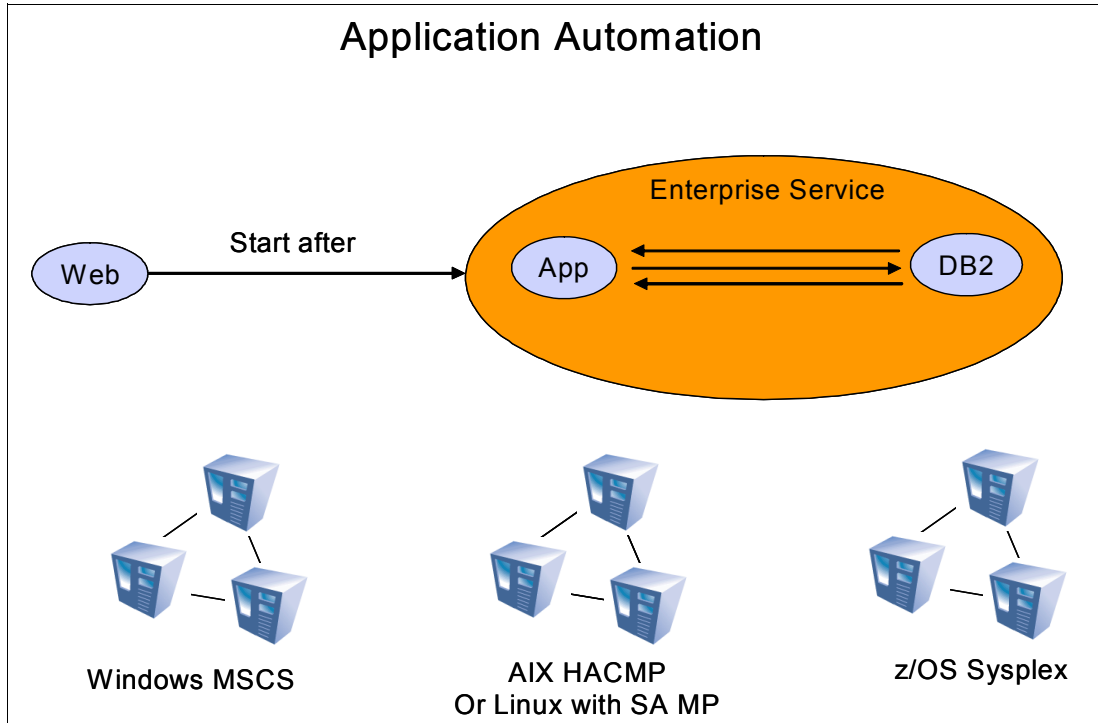 Application Automation
Enterprise Service
Start after
Web
App
DB2
Windows MSCS
AIX HACMP
Or Linux with SA MP
z/OS Sysplex